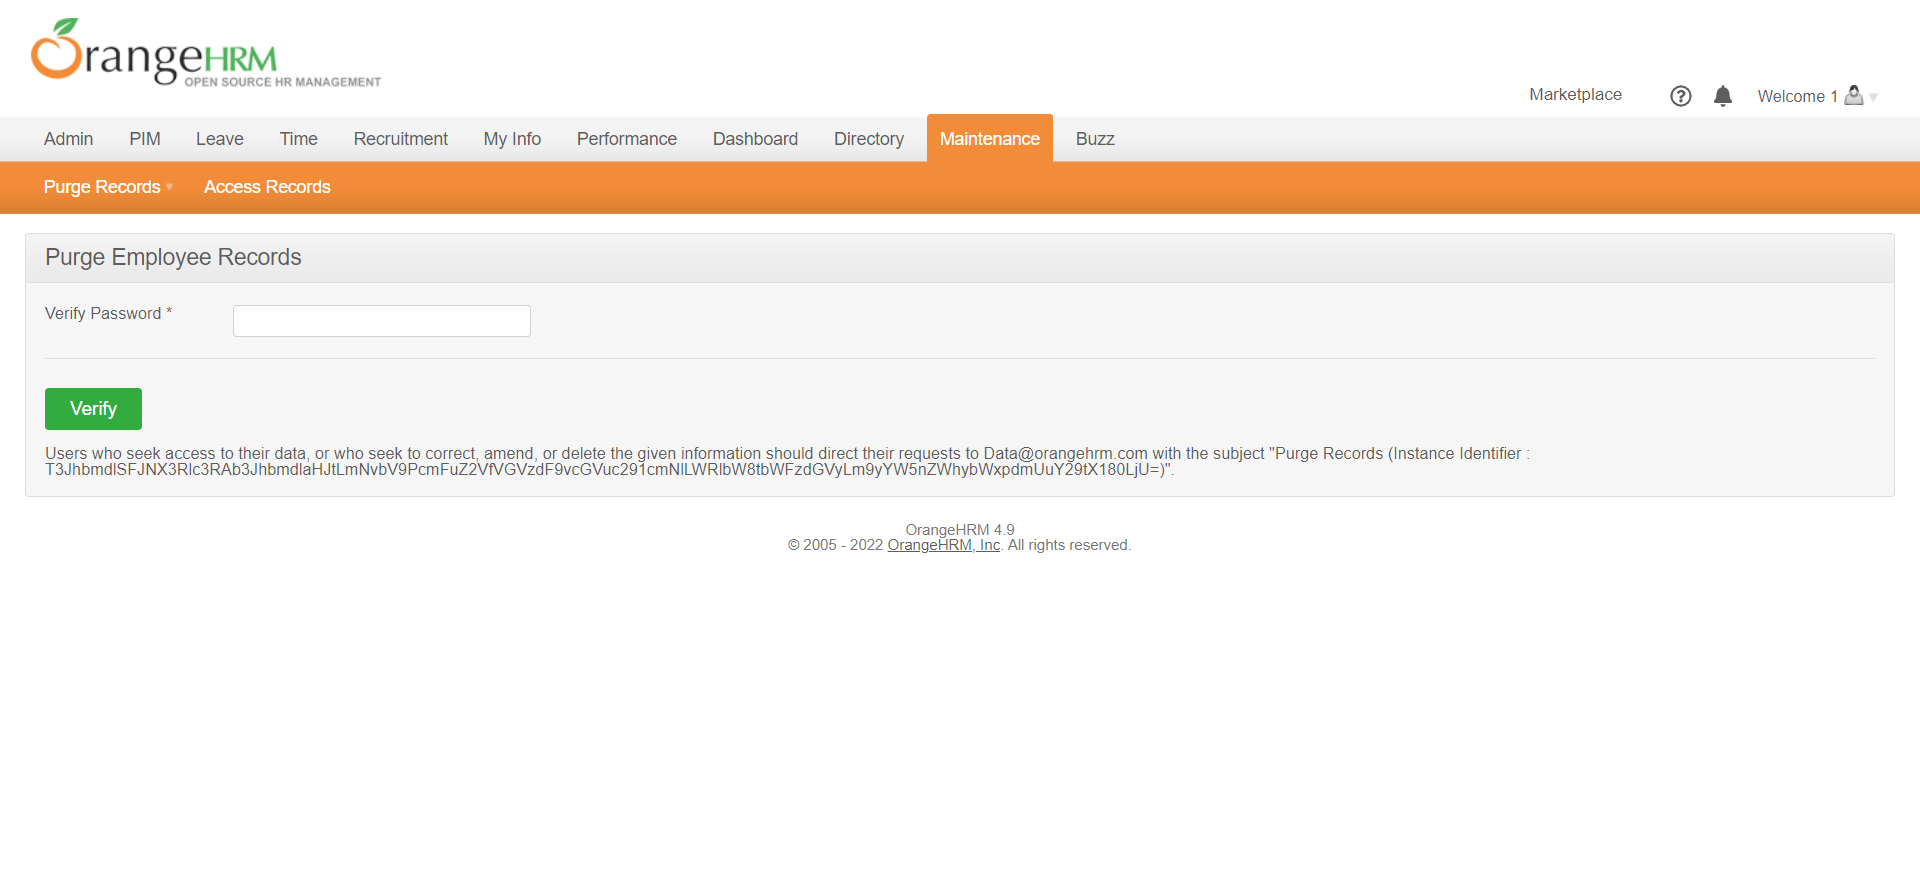 OrangeHRM
OPEN SOURCE HR MANAGEMENT
Marketplace
Welcome 1
Admin PIM Leave Time Recruitment My Info Performance Dashboard Directory Maintenance Buzz
Purge Records Access Records
Purge Employee Records
Verify Password *
Verify
Users who seek access to their data, or who seek to correct, amend, or delete the given information should direct their requests to Data@orangehrm.com with the subject "Purge Records (Instance Identifier :
T3JhbmdlSFJNX3Rlc3RAb3JhbmdlaHJtLmNvbV9PcmFuZ2VfVGVzdF9vcGVuc291cmNlLWRlbW8tbWFzdGVyLm9yYW5nZWhybWxpdmUuY29tX180LjU=)".
OrangeHRM 4.9
© 2005 - 2022 OrangeHRM, Inc. All rights reserved.